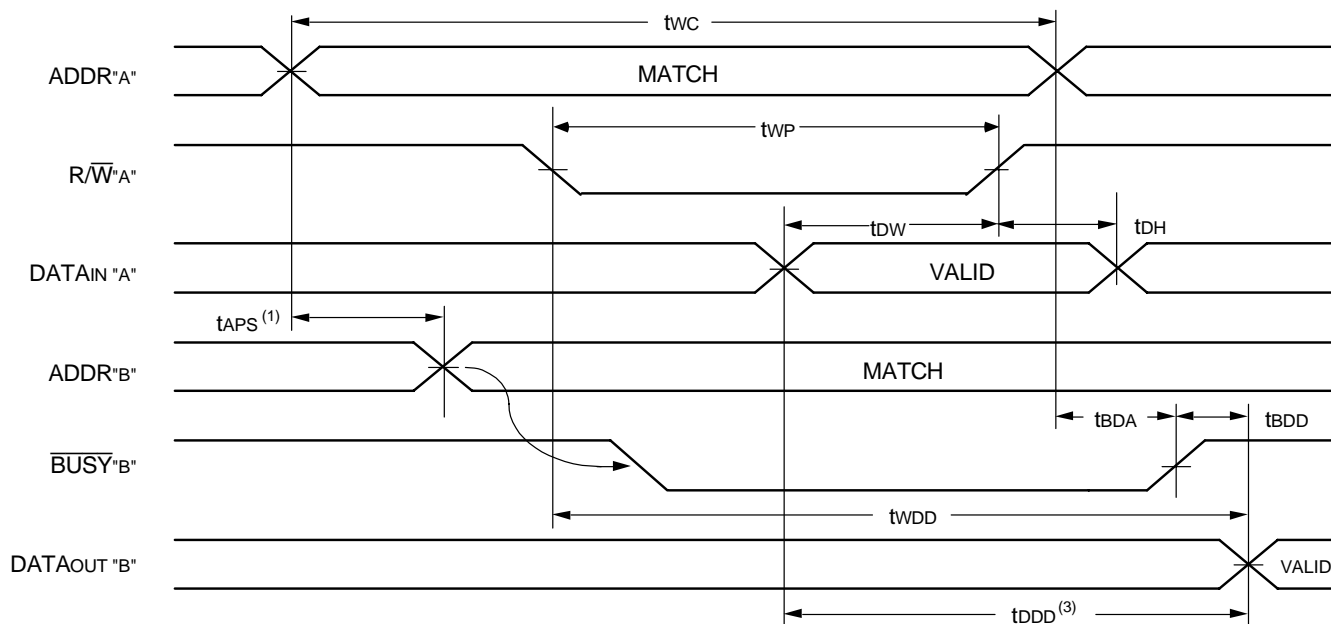 tWC
ADDR"A"
MATCH
tWP
R/W̅"A"
tDW
tDH
DATAIN "A"
VALID
tAPS (1)
ADDR"B"
MATCH
tBDA
tBDD
B̅U̅S̅Y̅"B"
tWDD
DATAOUT "B"
VALID
tDDD (3)